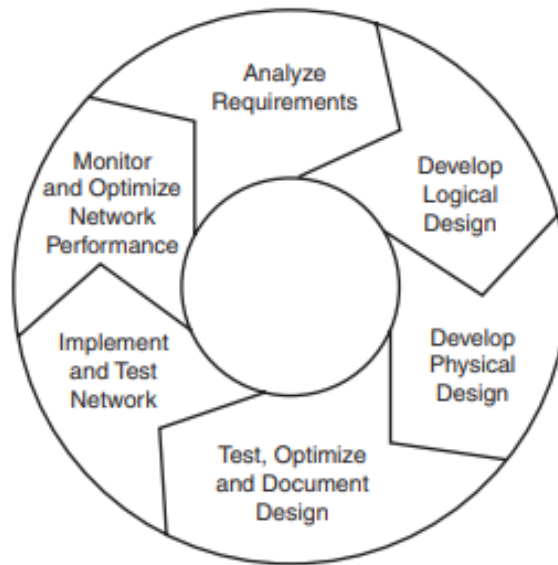 Analyze
Requirements
Develop
Logical
Design
Develop
Physical
Design
Test, Optimize
and Document
Design
Implement
and Test
Network
Monitor
and Optimize
Network
Performance